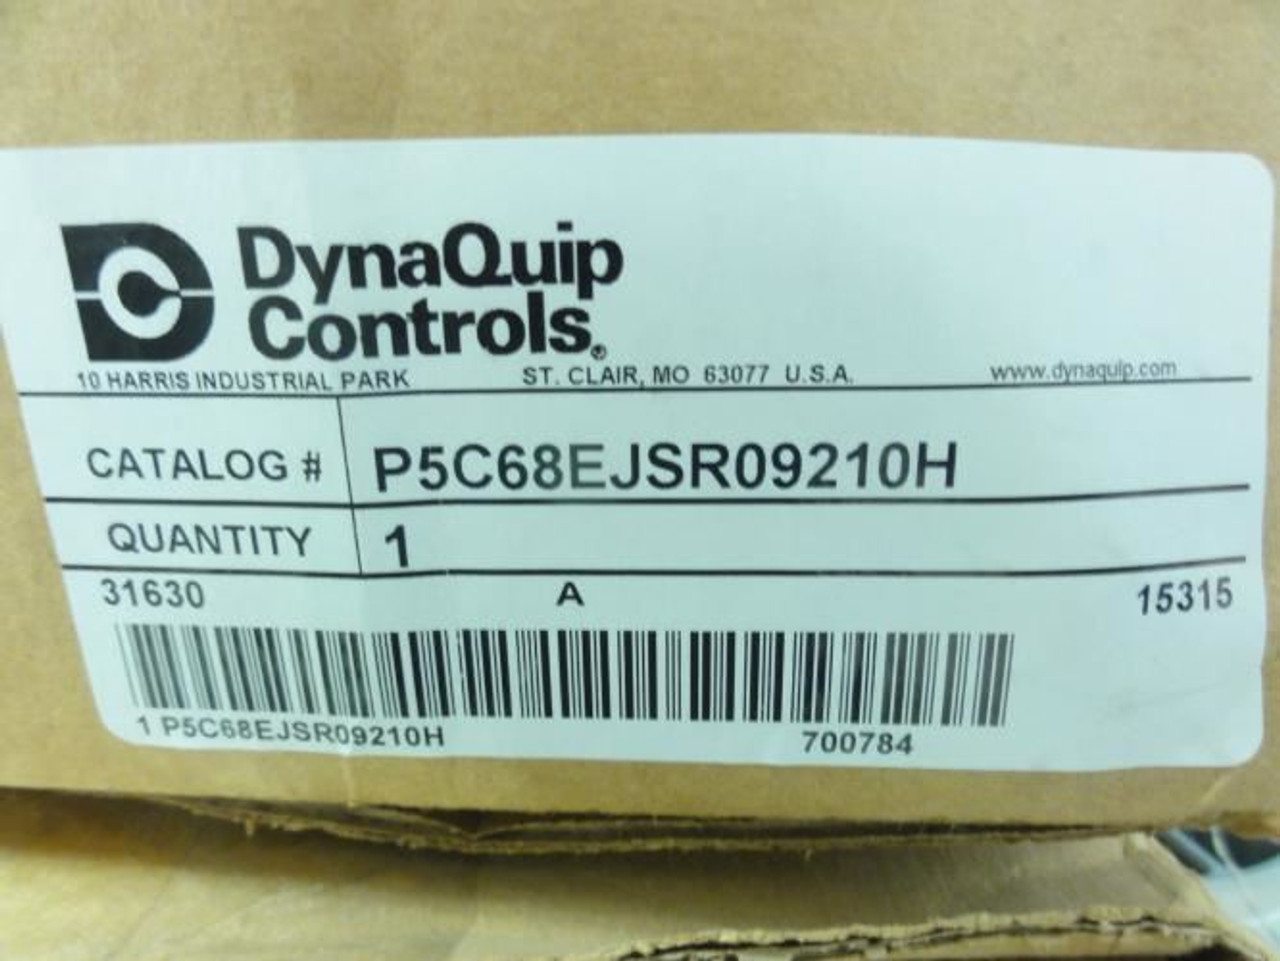 DynaQuip
Controls®
10 HARRIS INDUSTRIAL PARK ST. CLAIR, MO 63077 U.S.A. www.dynaquip.com
CATALOG # P5C68EJSR09210H
QUANTITY 1
31630 A 15315
1 P5C68EJSR09210H 700784